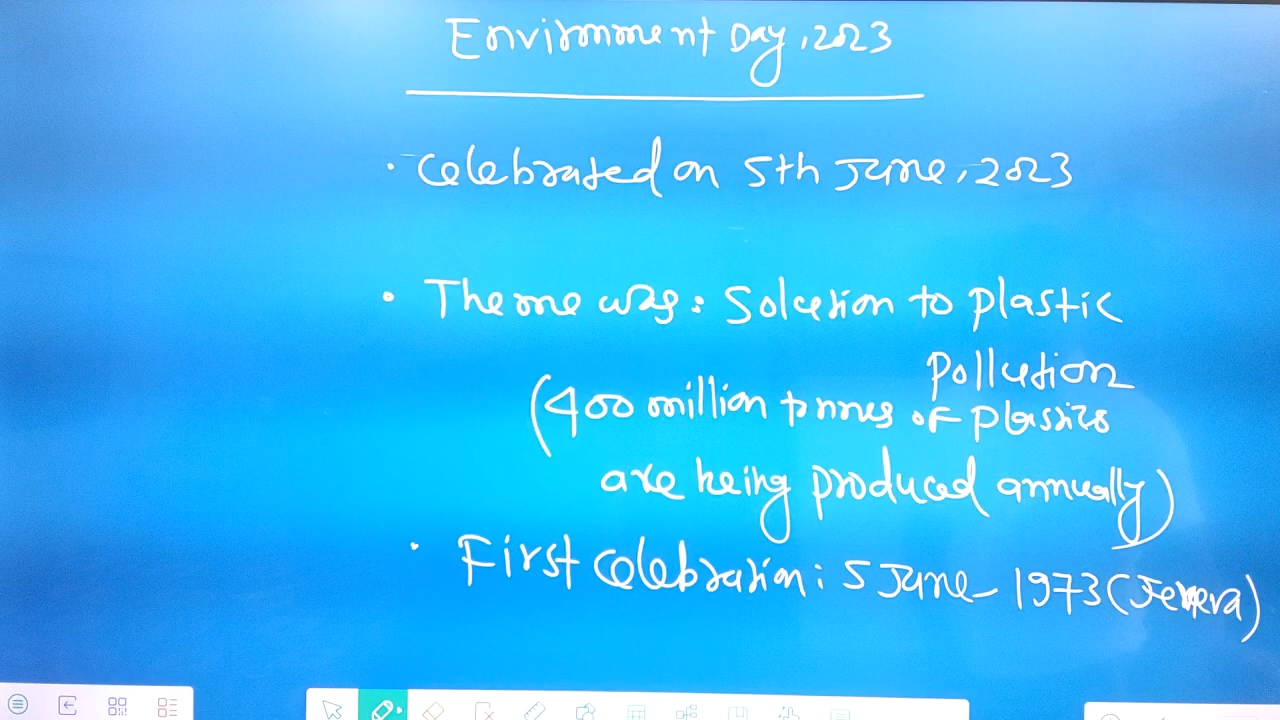 Environment Day, 2023
• Celebrated on 5th June, 2023
• Theme was: Solution to plastic
pollution
(400 million tonnes of plastics
are being produced annually)
• First Celebration: 5 June - 1973 (Jenera)